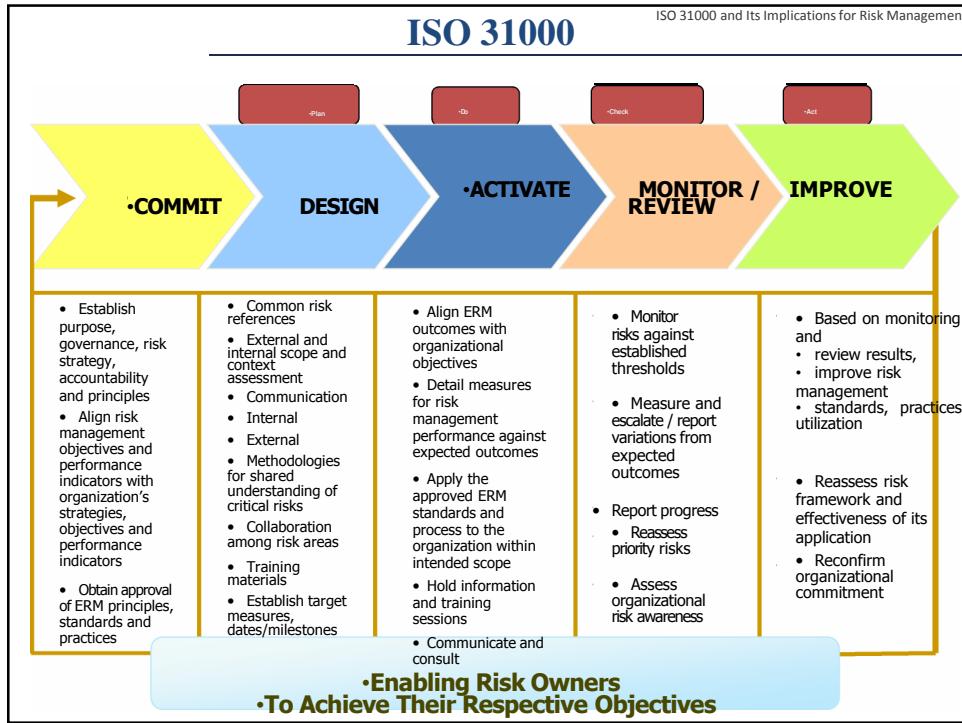 ISO 31000 and Its Implications for Risk Managemen
ISO 31000
•Plan
•Do
•Check
•Act
•COMMIT
DESIGN
•ACTIVATE
MONITOR /
REVIEW
IMPROVE
• Establish
purpose,
governance, risk
strategy,
accountability
and principles
• Align risk
management
objectives and
performance
indicators with
organization’s
strategies,
objectives and
performance
indicators
• Obtain approval
of ERM principles,
standards and
practices
• Common risk
references
• External and
internal scope and
context
assessment
• Communication
• Internal
• External
• Methodologies
for shared
understanding of
critical risks
• Collaboration
among risk areas
• Training
materials
• Establish target
measures,
dates/milestones
• Align ERM
outcomes with
organizational
objectives
• Detail measures
for risk
management
performance against
expected outcomes
• Apply the
approved ERM
standards and
process to the
organization within
intended scope
• Hold information
and training
sessions
• Communicate and
consult
• Monitor
risks against
established
thresholds
• Measure and
escalate / report
variations from
expected
outcomes
• Report progress
• Reassess
priority risks
• Assess
organizational
risk awareness
• Based on monitoring
and
• review results,
• improve risk
management
• standards, practices
utilization
• Reassess risk
framework and
effectiveness of its
application
• Reconfirm
organizational
commitment
•Enabling Risk Owners
•To Achieve Their Respective Objectives